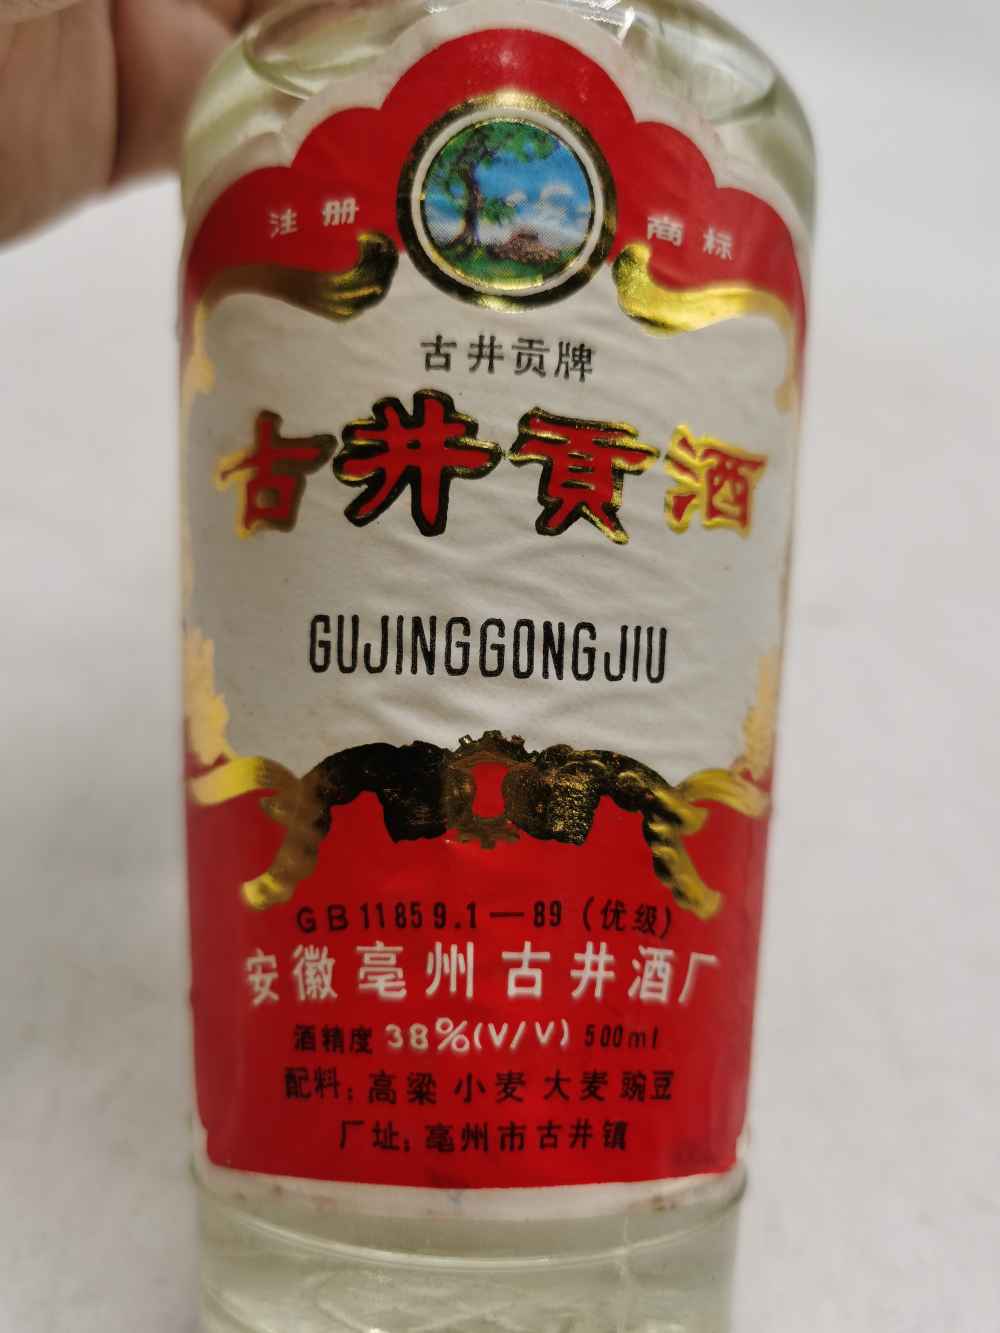 注册 商标
古井贡牌
古井贡酒
GUJINGGONGJIU
GB11859.1—89(优级)
安徽亳州古井酒厂
酒精度 38%(V/V) 500ml
配料:高粱 小麦 大麦 豌豆
厂址:亳州市古井镇